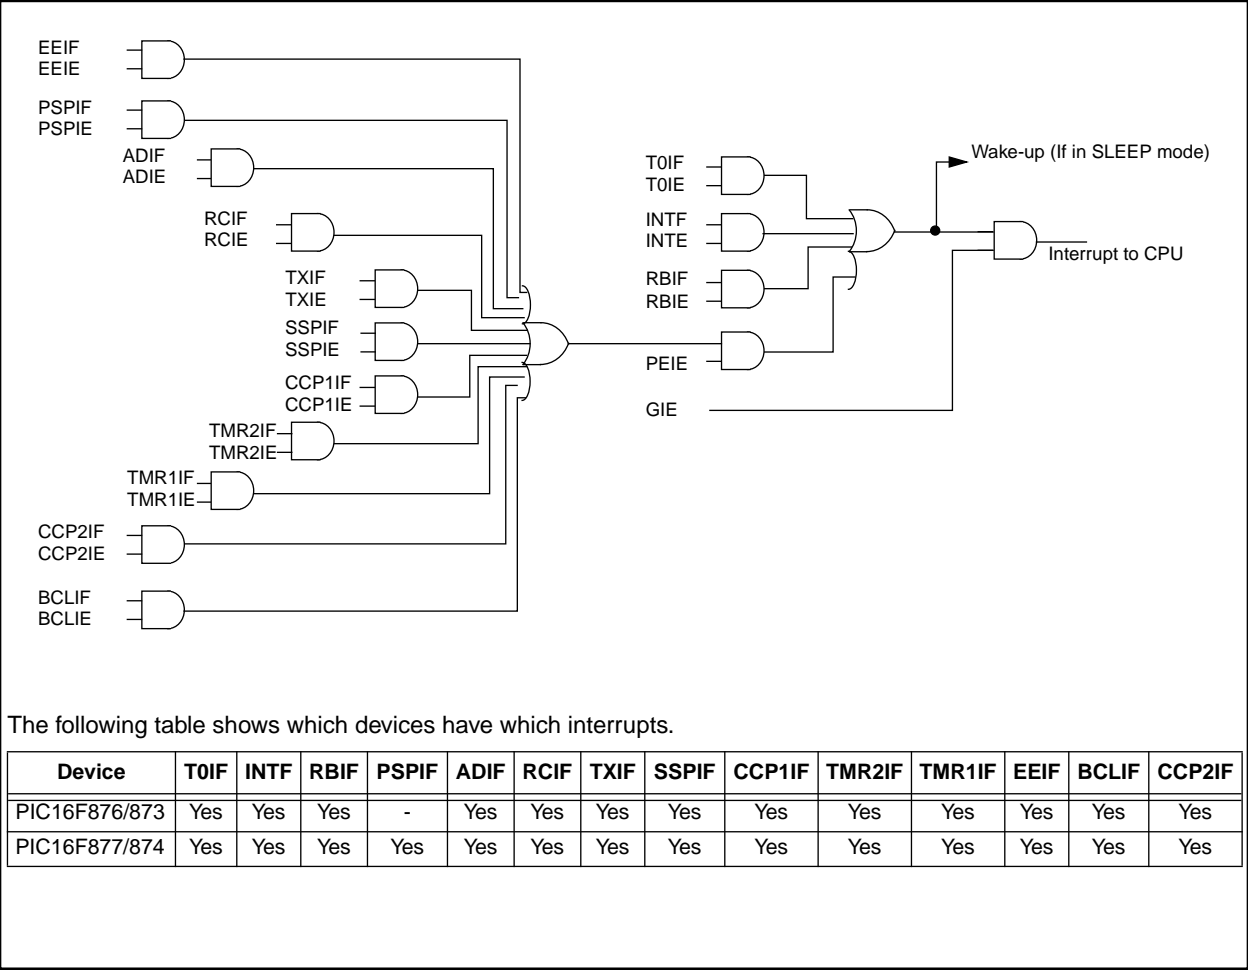 EEIF
EEIE
PSPIF
PSPIE
ADIF
ADIE
RCIF
RCIE
TXIF
TXIE
SSPIF
SSPIE
CCP1IF
CCP1IE
TMR2IF
TMR2IE
TMR1IF
TMR1IE
CCP2IF
CCP2IE
BCLIF
BCLIE
T0IF
T0IE
INTF
INTE
RBIF
RBIE
PEIE
GIE
Wake-up (If in SLEEP mode)
Interrupt to CPU
The following table shows which devices have which interrupts.
Device T0IF INTF RBIF PSPIF ADIF RCIF TXIF SSPIF CCP1IF TMR2IF TMR1IF EEIF BCLIF CCP2IF
PIC16F876/873 Yes Yes Yes - Yes Yes Yes Yes Yes Yes Yes Yes Yes Yes
PIC16F877/874 Yes Yes Yes Yes Yes Yes Yes Yes Yes Yes Yes Yes Yes Yes